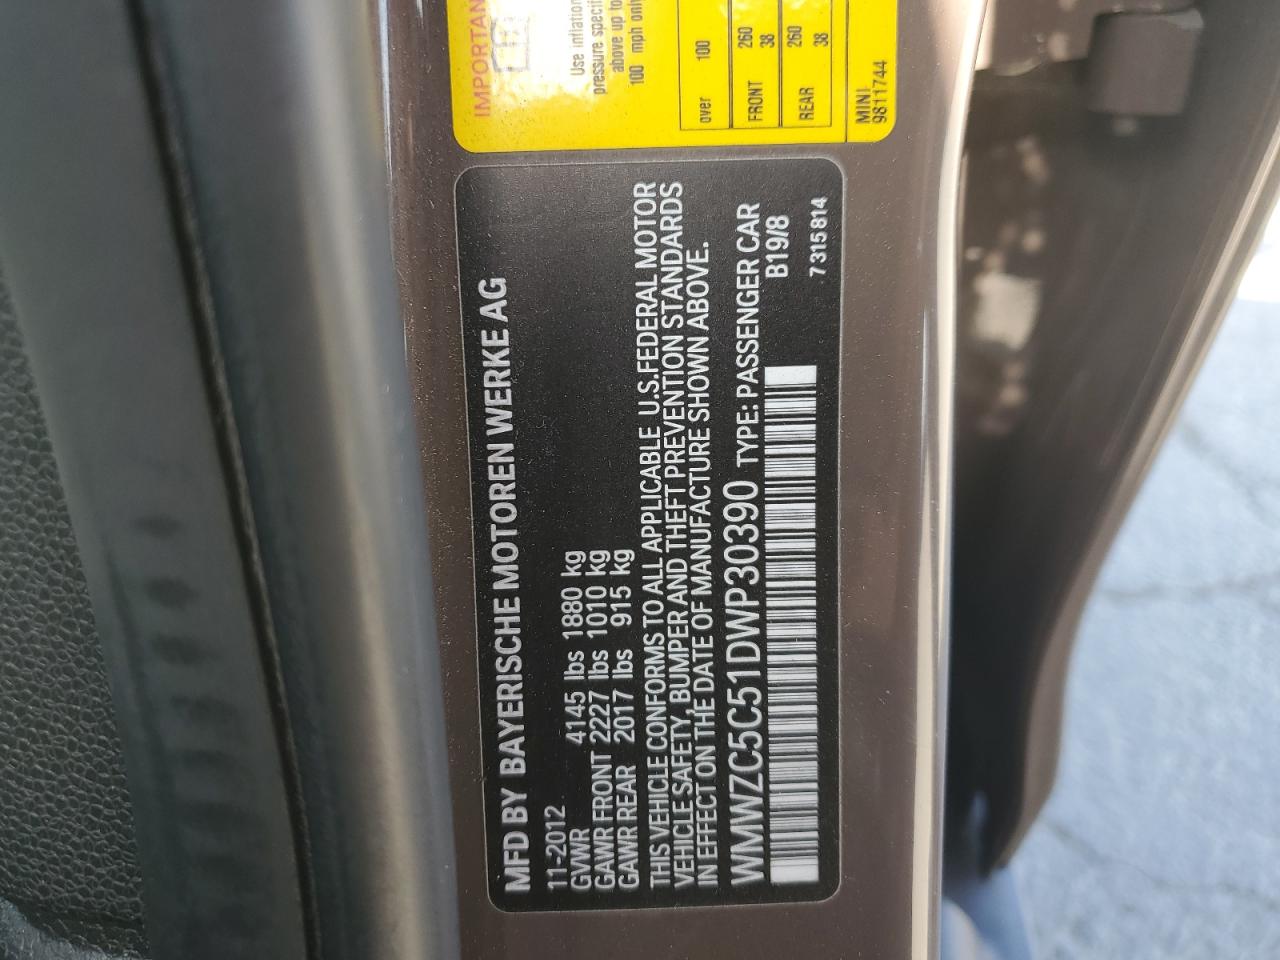 IMPORTAN
Use inflation
pressure specif
above up to
100 mph only
over 100
FRONT 260
38
REAR 260
38
MINI
9811744
MFD BY BAYERISCHE MOTOREN WERKE AG
11-2012
GVWR 4145 lbs 1880 kg
GAWR FRONT 2227 lbs 1010 kg
GAWR REAR 2017 lbs 915 kg
THIS VEHICLE CONFORMS TO ALL APPLICABLE U.S.FEDERAL MOTOR
VEHICLE SAFETY, BUMPER AND THEFT PREVENTION STANDARDS
IN EFFECT ON THE DATE OF MANUFACTURE SHOWN ABOVE.
WMWZC5C51DWP30390 TYPE: PASSENGER CAR
B19/8
7 315 814